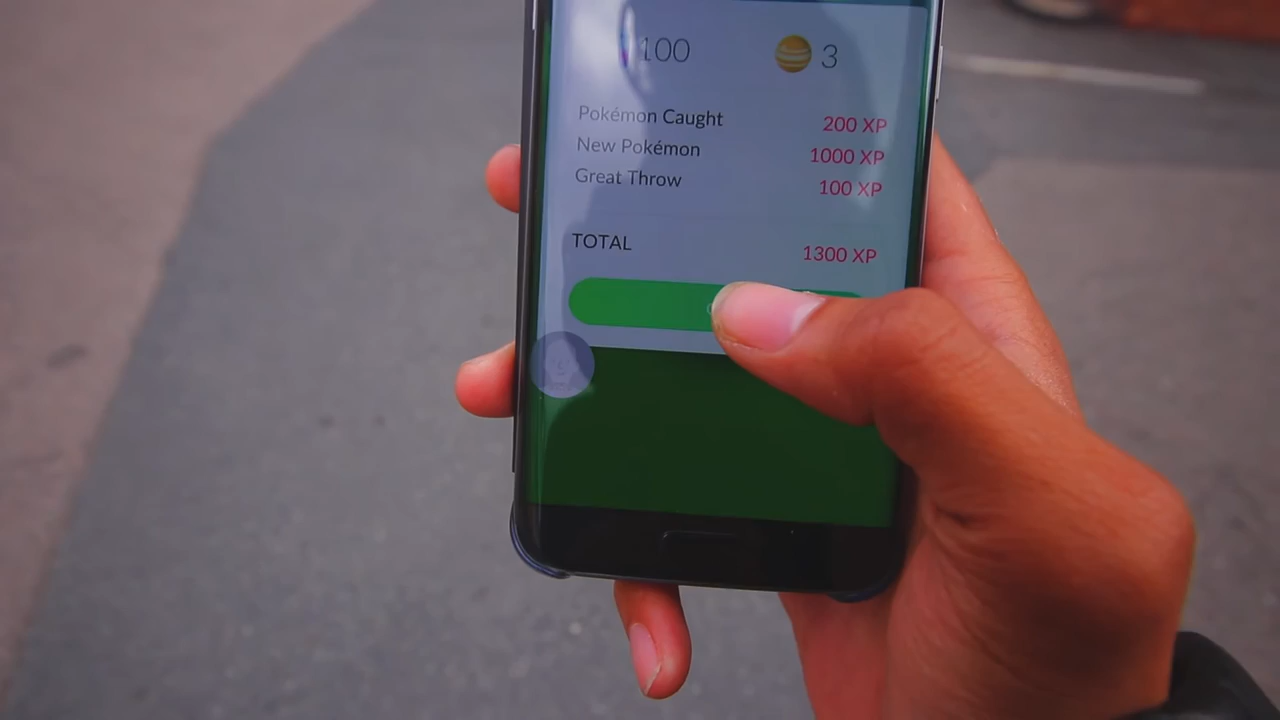 100 3
Pokémon Caught 200 XP
New Pokémon 1000 XP
Great Throw 100 XP
TOTAL 1300 XP